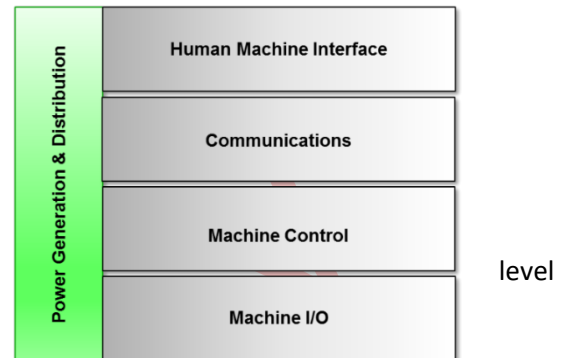 Power Generation & Distribution
Human Machine Interface
Communications
Machine Control
level
Machine I/O